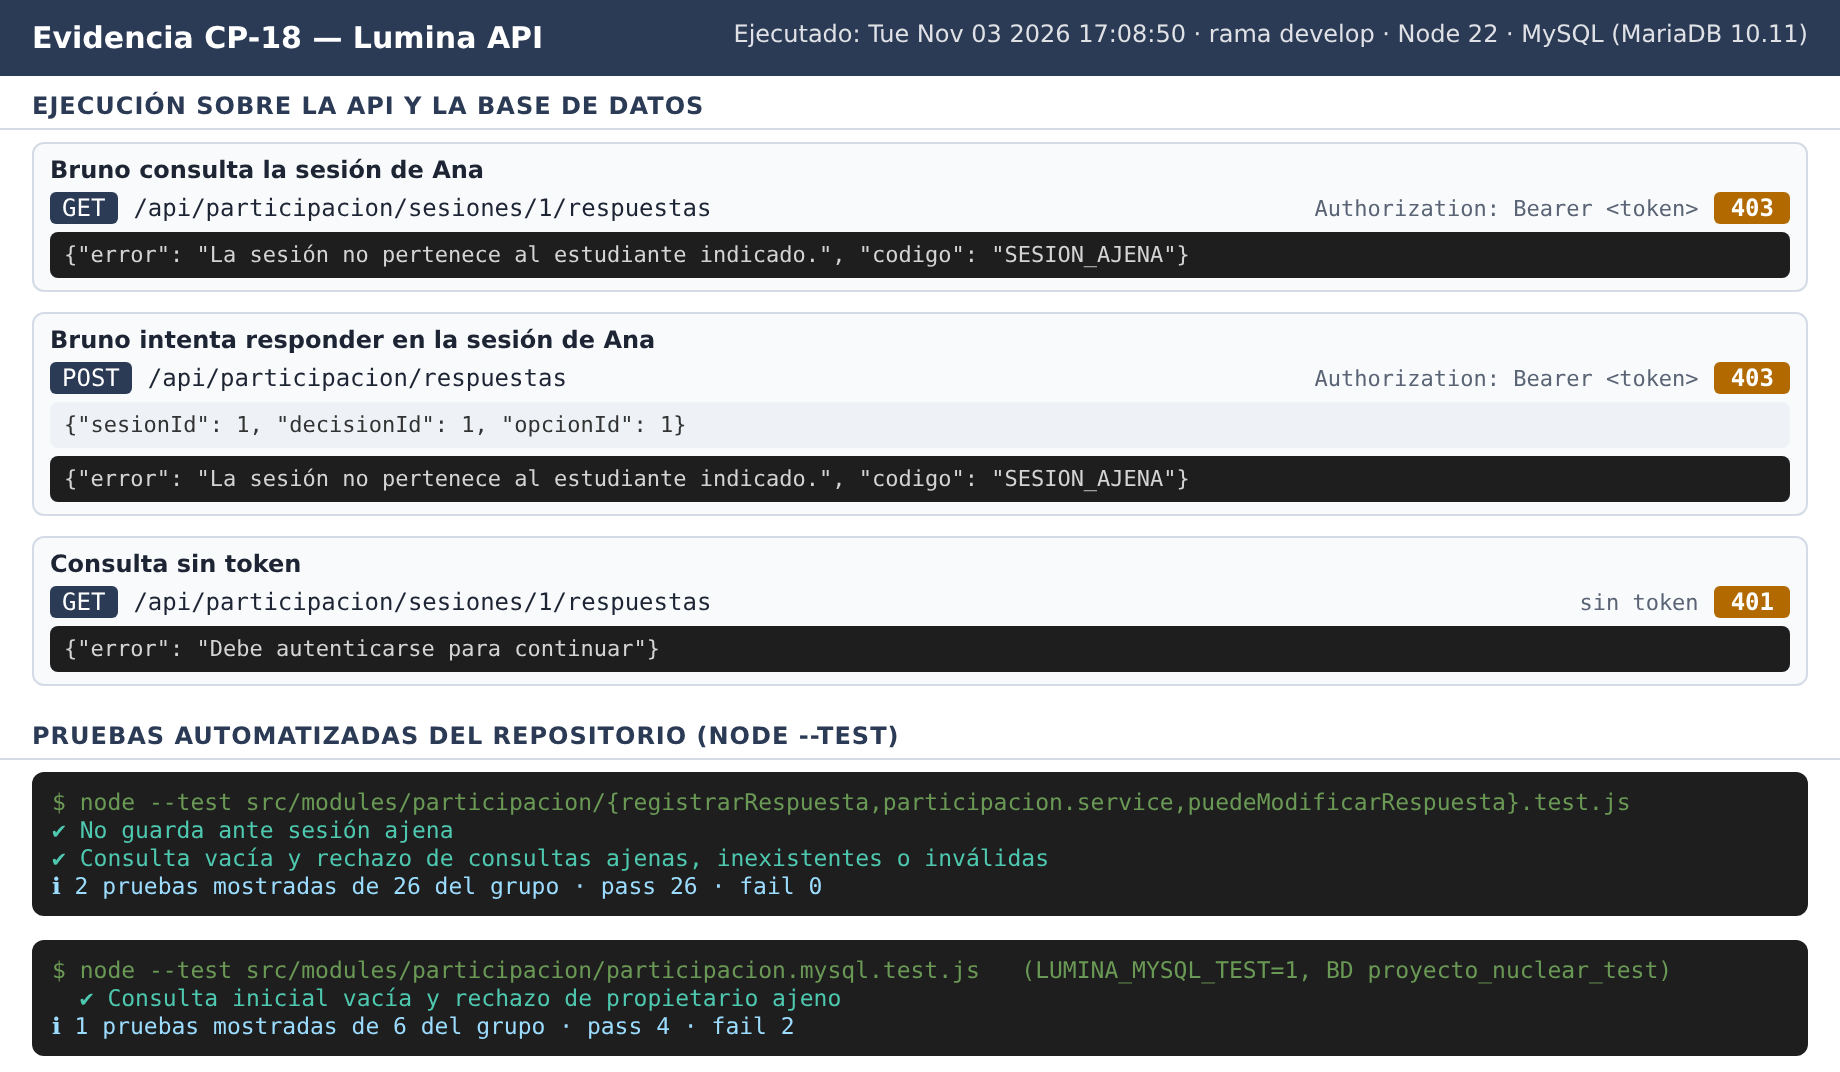 Evidencia CP-18 — Lumina API
Ejecutado: Tue Nov 03 2026 17:08:50 · rama develop · Node 22 · MySQL (MariaDB 10.11)
EJECUCIÓN SOBRE LA API Y LA BASE DE DATOS
Bruno consulta la sesión de Ana
GET /api/participacion/sesiones/1/respuestas Authorization: Bearer <token> 403
{"error": "La sesión no pertenece al estudiante indicado.", "codigo": "SESION_AJENA"}
Bruno intenta responder en la sesión de Ana
POST /api/participacion/respuestas Authorization: Bearer <token> 403
{"sesionId": 1, "decisionId": 1, "opcionId": 1}
{"error": "La sesión no pertenece al estudiante indicado.", "codigo": "SESION_AJENA"}
Consulta sin token
GET /api/participacion/sesiones/1/respuestas sin token 401
{"error": "Debe autenticarse para continuar"}
PRUEBAS AUTOMATIZADAS DEL REPOSITORIO (NODE --TEST)
$ node --test src/modules/participacion/{registrarRespuesta,participacion.service,puedeModificarRespuesta}.test.js
✔ No guarda ante sesión ajena
✔ Consulta vacía y rechazo de consultas ajenas, inexistentes o inválidas
ℹ 2 pruebas mostradas de 26 del grupo · pass 26 · fail 0
$ node --test src/modules/participacion/participacion.mysql.test.js (LUMINA_MYSQL_TEST=1, BD proyecto_nuclear_test)
✔ Consulta inicial vacía y rechazo de propietario ajeno
ℹ 1 pruebas mostradas de 6 del grupo · pass 4 · fail 2